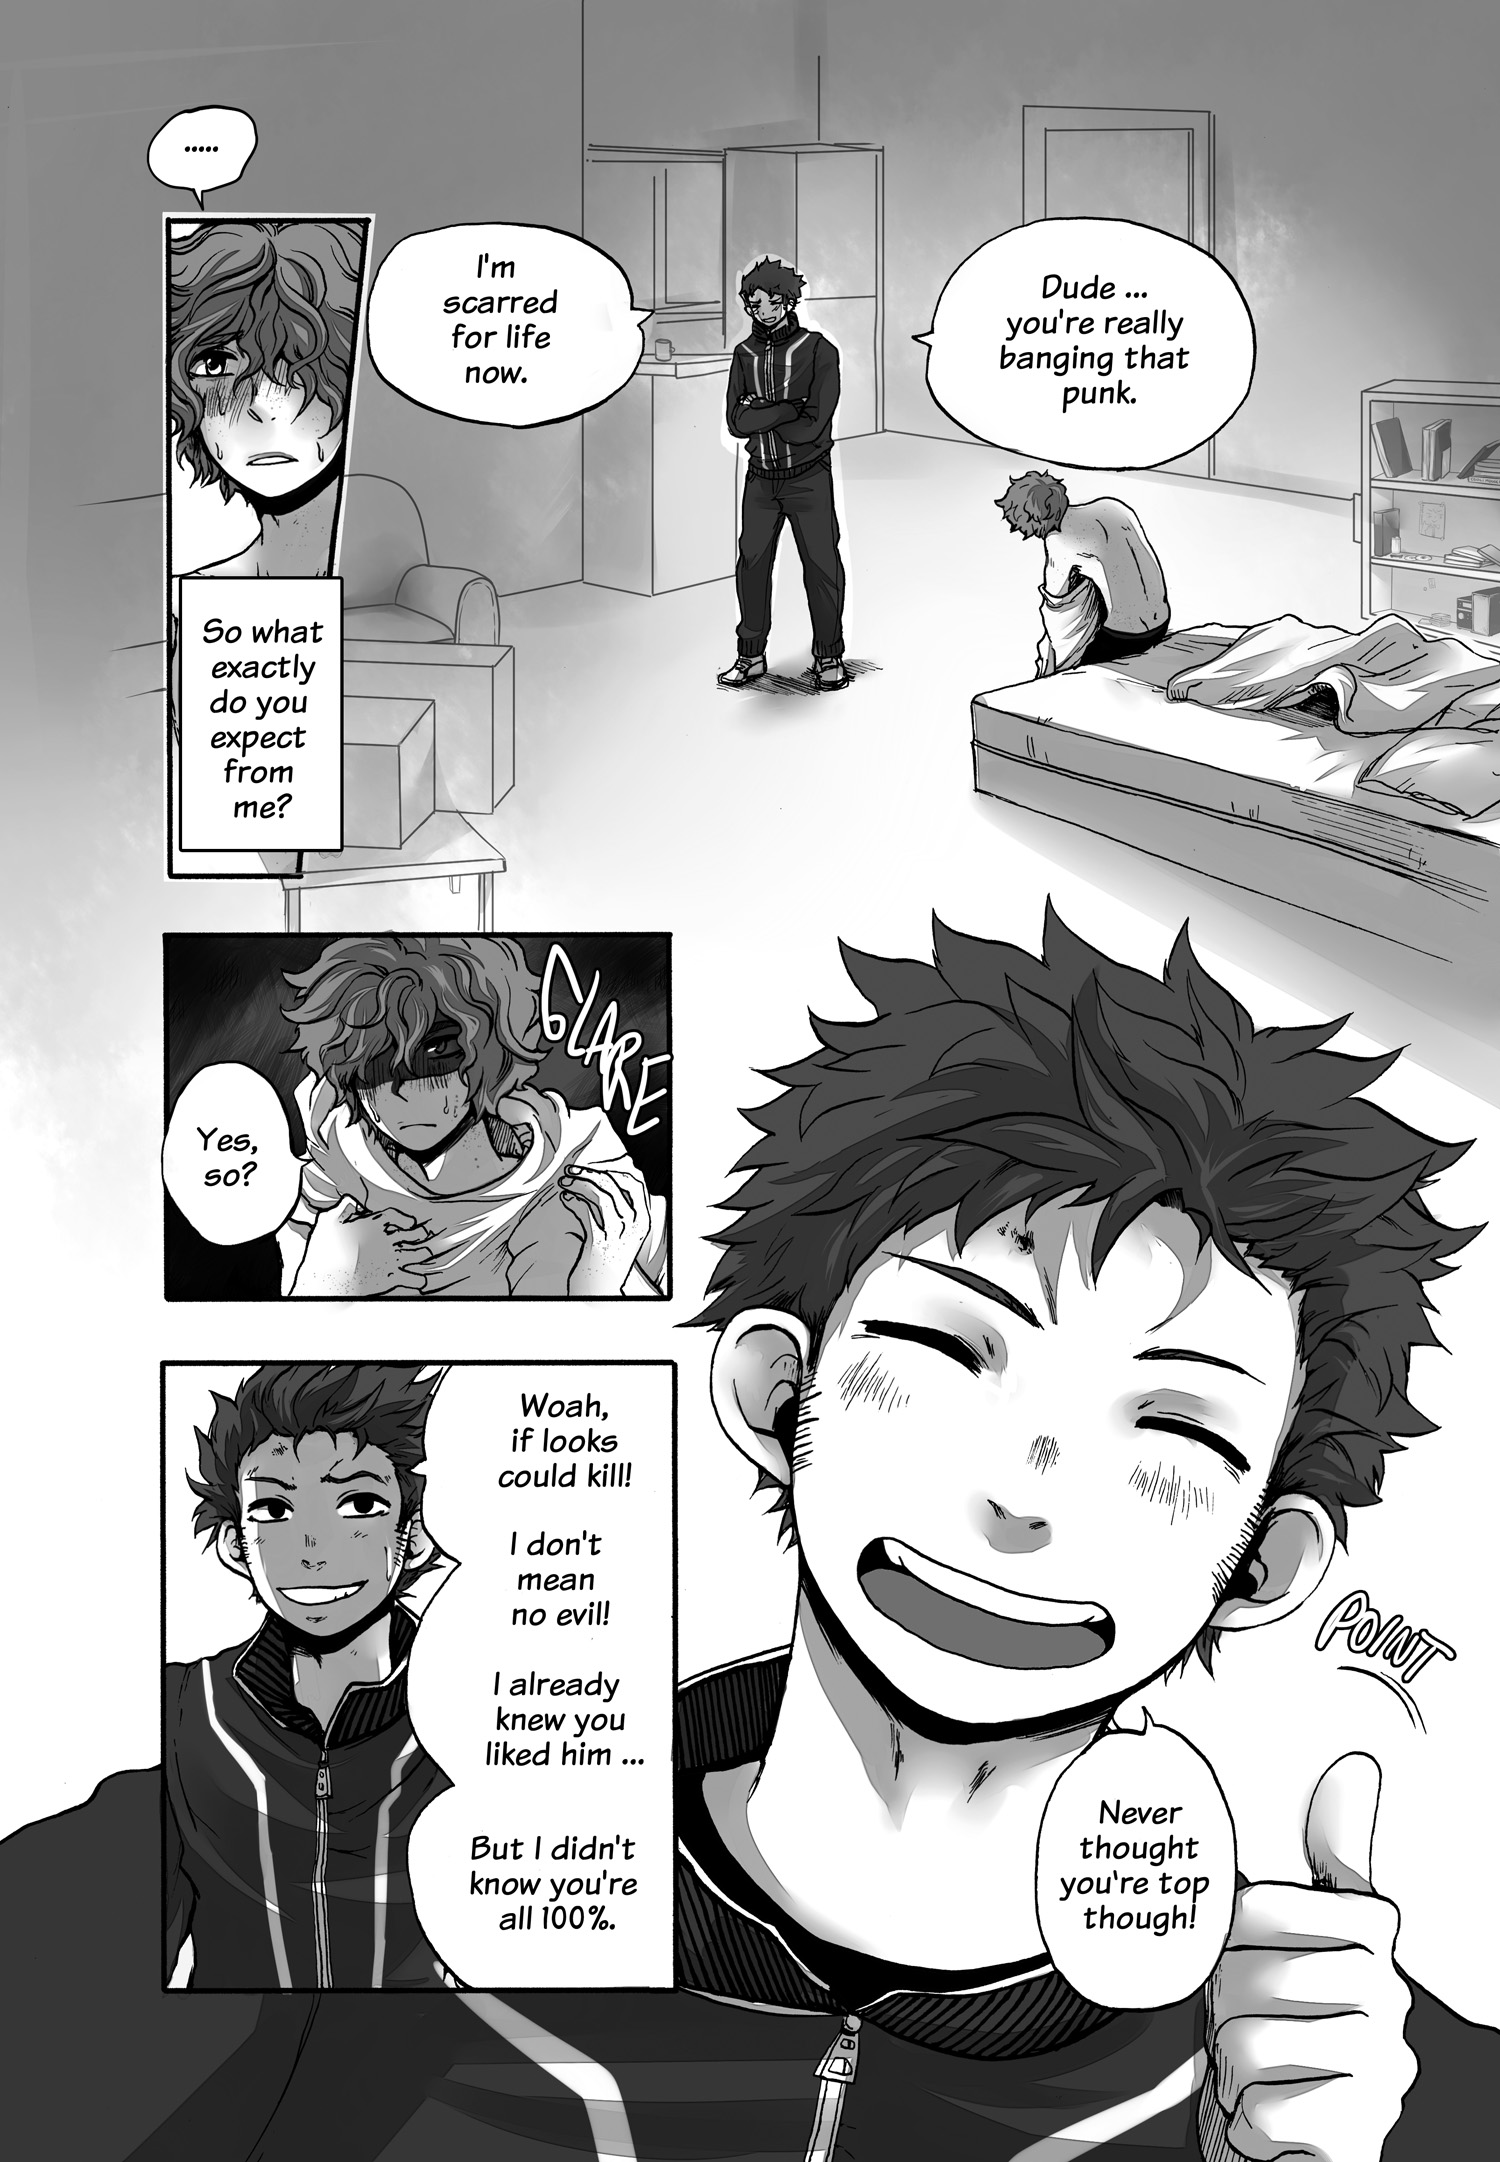 .....
I'm
scarred
for life
now.
Dude ...
you're really
banging that
punk.
So what
exactly
do you
expect
from
me?
GLARE
Yes,
so?
Woah,
if looks
could kill!
I don't
mean
no evil!
I already
knew you
liked him ...
But I didn't
know you're
all 100%.
POINT
Never
thought
you're top
though!